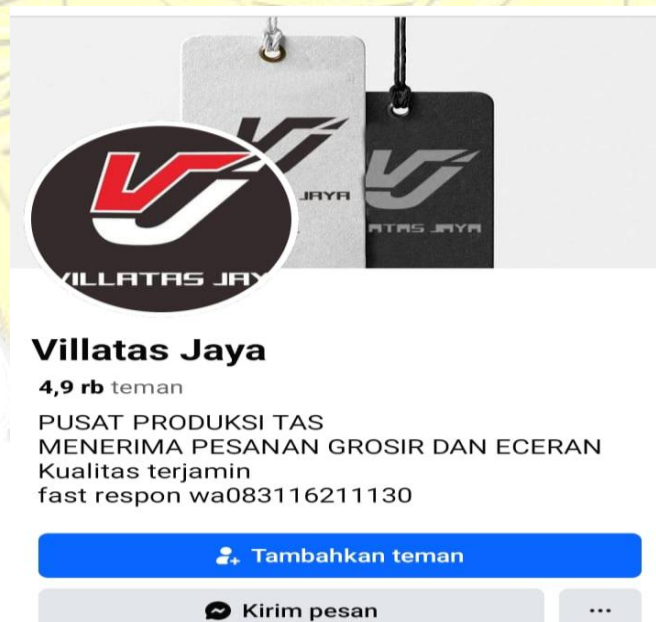 JAYA
ATAS JAYA
VILLATAS JAY
Villatas Jaya
4,9 rb teman
PUSAT PRODUKSI TAS
MENERIMA PESANAN GROSIR DAN ECERAN
Kualitas terjamin
fast respon wa083116211130
Tambahkan teman
Kirim pesan
...